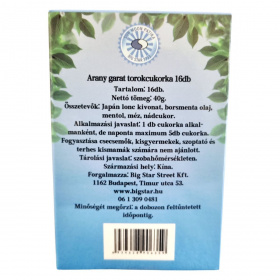 Arany garat torokcukorka 16db
Tartalom: 16db.
Nettó tömeg: 40g.
Összetevők: Japán lonc kivonat, borsmenta olaj,
mentol, méz, nádcukor.
Alkalmazási javaslat: 1 db cukorka alkal-
manként, de naponta maximum 5db cukorka.
Fogyasztása csecsemők, kisgyermekek, szoptató és
terhes kismamák számára nem ajánlott.
Tárolási javaslat: szobahőmérsékleten.
Származási hely: Kína.
Forgalmazza: Big Star Street Kft.
1162 Budapest, Timur utca 53.
www.bigstar.hu
06 1 309 0481
Minőségét megőrzi: a dobozon feltüntetett
időpontig.